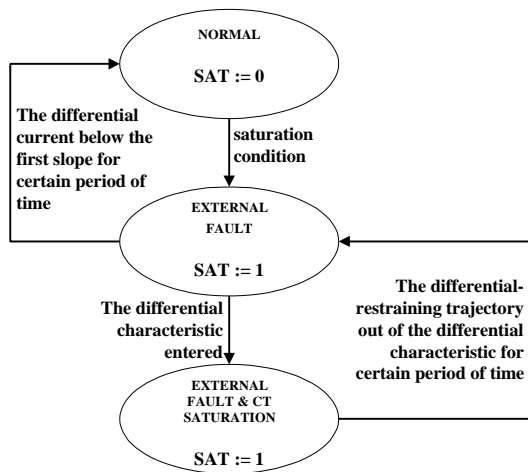 NORMAL
SAT := 0
The differential
current below the
first slope for
certain period of
time
saturation
condition
EXTERNAL
FAULT
SAT := 1
The differential
characteristic
entered
The differential-
restraining trajectory
out of the differential
characteristic for
certain period of time
EXTERNAL
FAULT & CT
SATURATION
SAT := 1